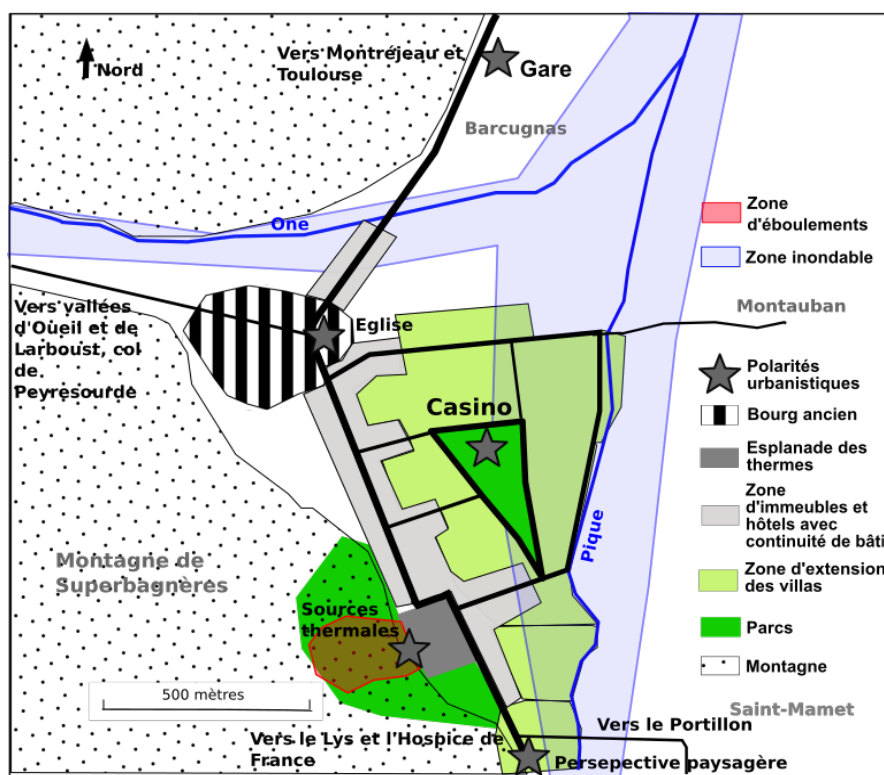 Vers Montréjeau et
Toulouse
Nord
Gare
Barcugnas
One
Zone
d'éboulements
Zone inondable
Vers vallées
d'Oueil et de
Larboust, col
de
Peyresourde
Eglise
Montauban
Polarités
urbanistiques
Casino
Bourg ancien
Esplanade des
thermes
Zone
d'immeubles et
hôtels avec
continuité de bâti
Pique
Montagne de
Superbagnères
Zone d'extension
des villas
Sources
thermales
Parcs
Montagne
500 mètres
Saint-Mamet
Vers le Portillon
Vers le Lys et l'Hospice de
France
Persepective paysagère